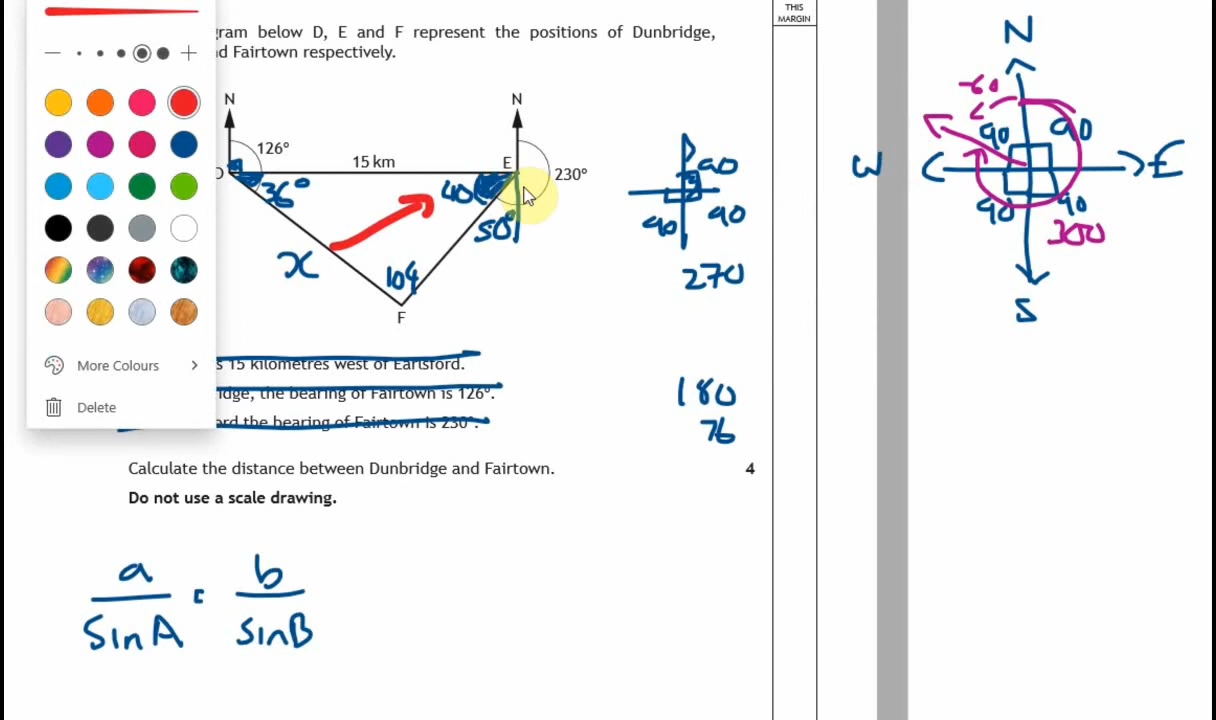 THIS
MARGIN
gram below D, E and F represent the positions of Dunbridge,
d Fairtown respectively.
N
N
126°
15 km
E
230°
D
36°
40
50°
x
104
F
90
90
90
270
180
76
s 15 kilometres west of Earlsford.
idge, the bearing of Fairtown is 126°.
ord the bearing of Fairtown is 230°.
Calculate the distance between Dunbridge and Fairtown.
4
Do not use a scale drawing.
a
sinA
=
b
sinB
N
-60
90
90
W
E
90
90
300
S
More Colours
Delete